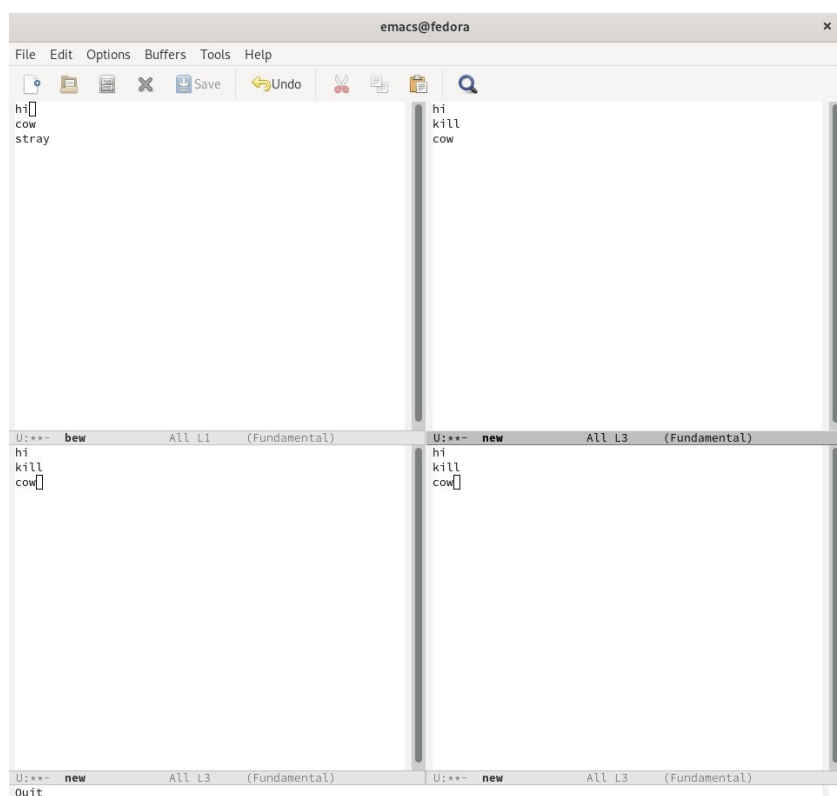 emacs@fedora ×
File Edit Options Buffers Tools Help
Save Undo
hi
cow
stray
hi
kill
cow
U:**- bew All L1 (Fundamental)
U:**- new All L3 (Fundamental)
hi
kill
cow
hi
kill
cow
U:**- new All L3 (Fundamental)
U:**- new All L3 (Fundamental)
Quit